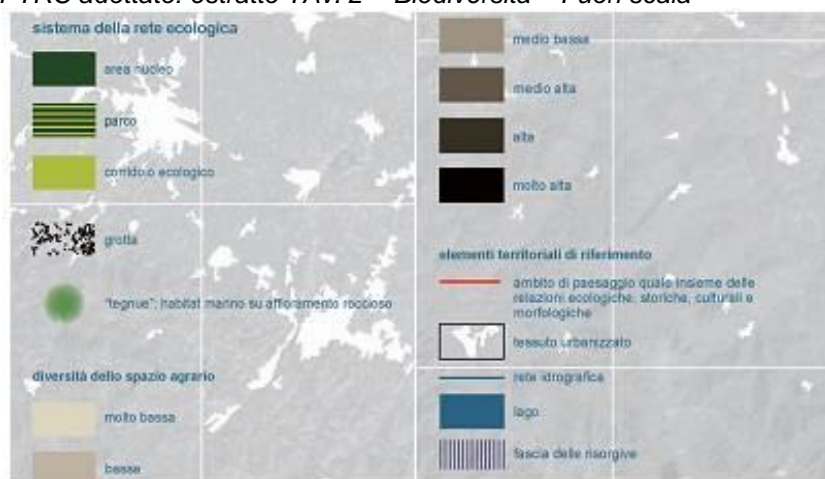 PTRC adottato: estratto TAV. 2 – Biodiversità – Fuori scala
sistema della rete ecologica
area nucleo
parco
corridoio ecologico
grotta
"tegnue"; habitat marino su affioramento roccioso
diversità dello spazio agrario
molto bassa
bassa
medio bassa
medio alta
alta
molto alta
elementi territoriali di riferimento
ambito di paesaggio quale insieme delle
relazioni ecologiche, storiche, culturali e
morfologiche
tessuto urbanizzato
rete idrografica
lago
fascia delle risorgive